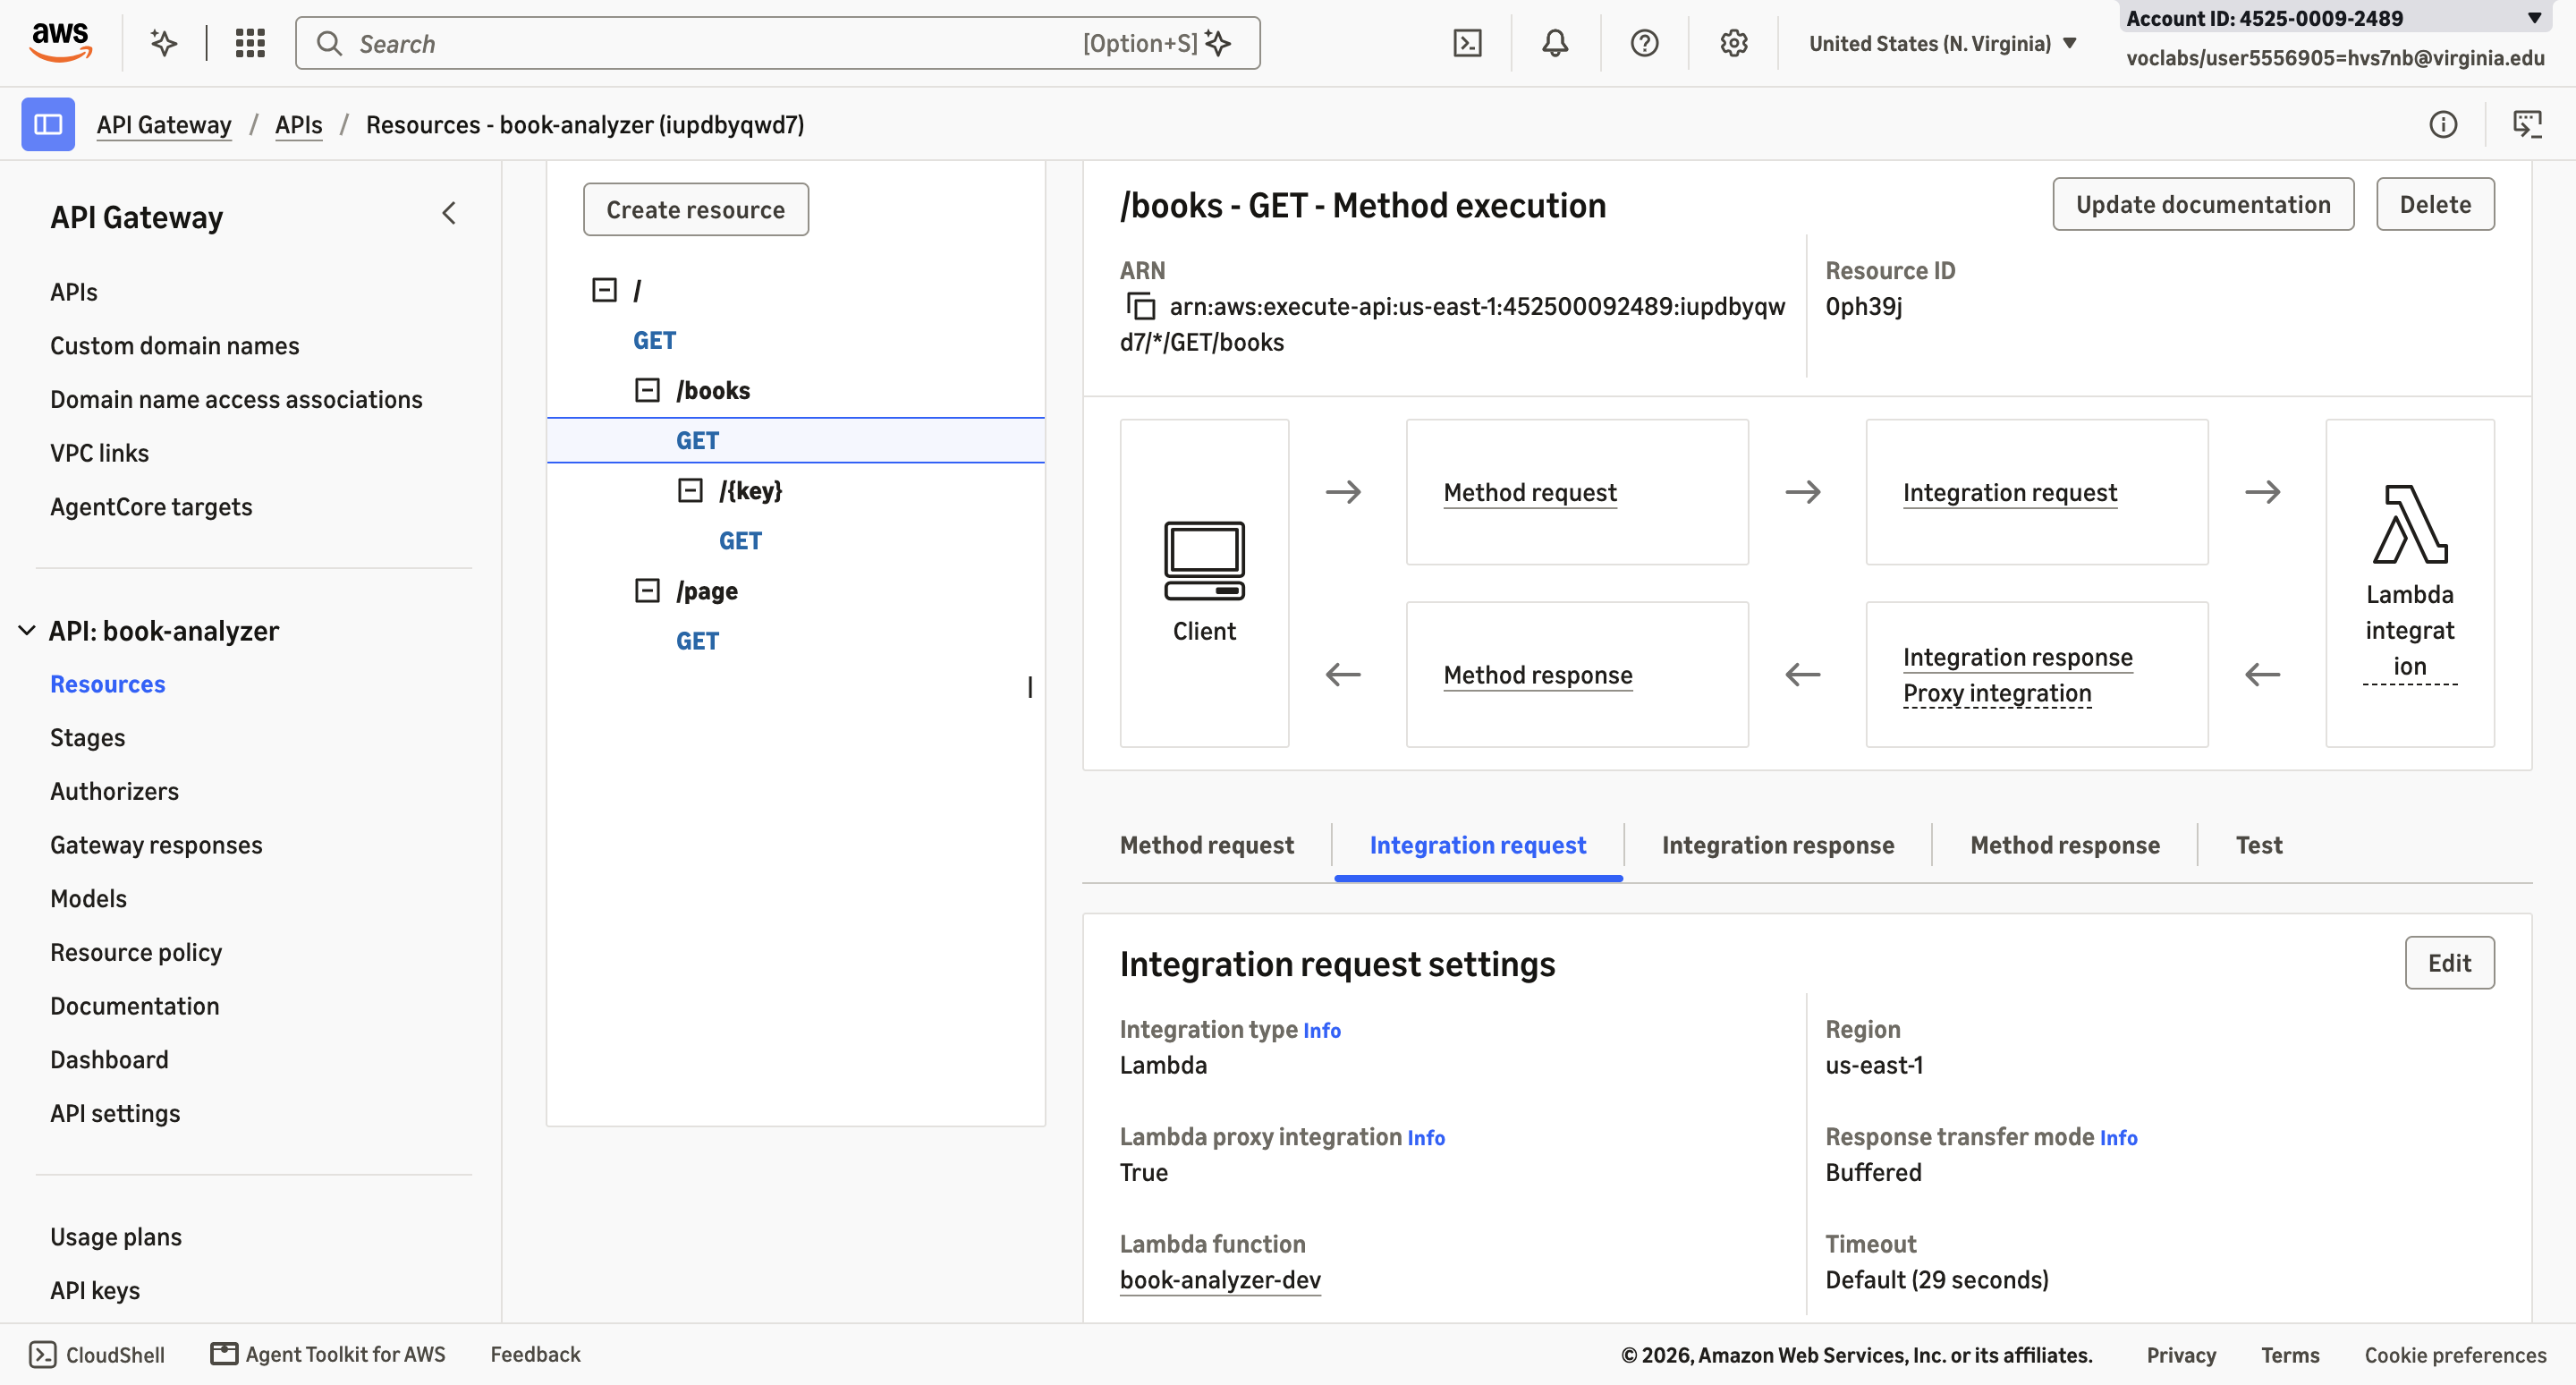 aws
Search
[Option+S]
United States (N. Virginia)
Account ID: 4525-0009-2489
voclabs/user5556905=hvs7nb@virginia.edu
API Gateway / APIs / Resources - book-analyzer (iupdbyqwd7)
API Gateway
APIs
Custom domain names
Domain name access associations
VPC links
AgentCore targets
API: book-analyzer
Resources
Stages
Authorizers
Gateway responses
Models
Resource policy
Documentation
Dashboard
API settings
Usage plans
API keys
Create resource
/
GET
/books
GET
/{key}
GET
/page
GET
/books - GET - Method execution
Update documentation
Delete
ARN
arn:aws:execute-api:us-east-1:452500092489:iupdbyqw
d7/*/GET/books
Resource ID
0ph39j
Client
Method request
Integration request
Method response
Integration response
Proxy integration
Lambda
integrat
ion
Method request
Integration request
Integration response
Method response
Test
Integration request settings
Edit
Integration type Info
Lambda
Region
us-east-1
Lambda proxy integration Info
True
Response transfer mode Info
Buffered
Lambda function
book-analyzer-dev
Timeout
Default (29 seconds)
CloudShell
Agent Toolkit for AWS
Feedback
© 2026, Amazon Web Services, Inc. or its affiliates.
Privacy
Terms
Cookie preferences